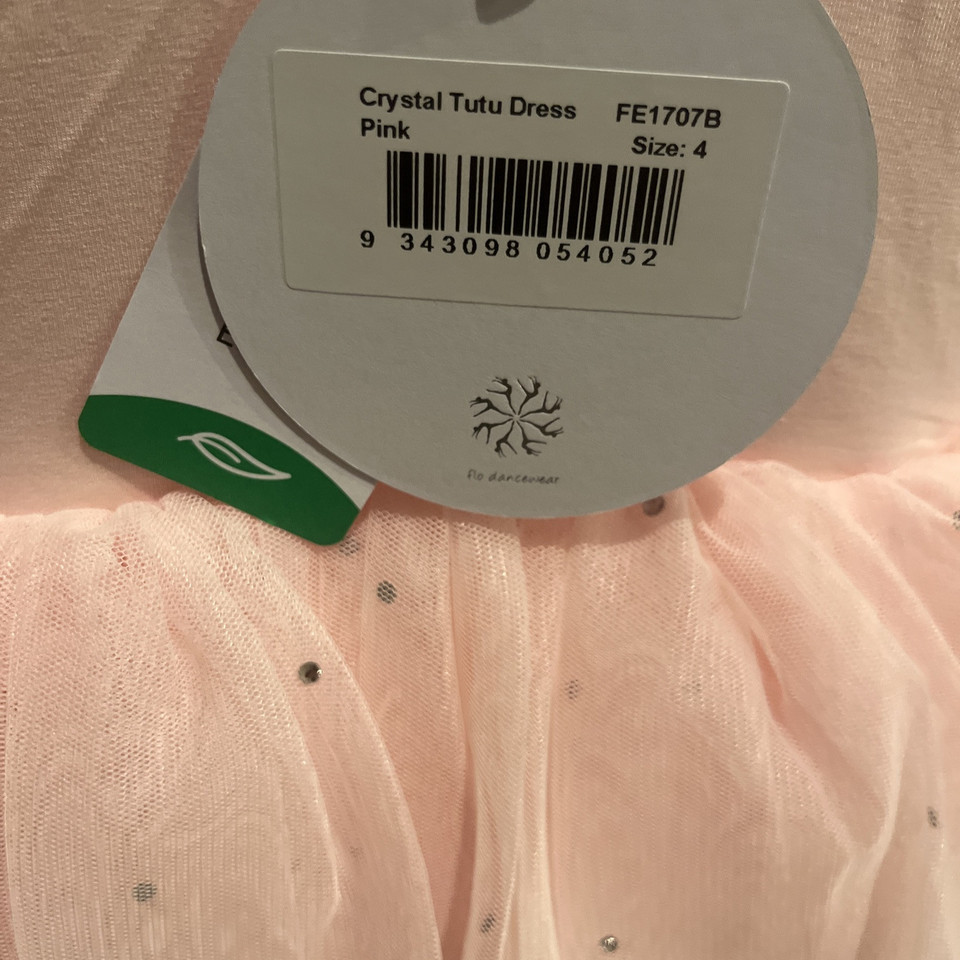 Crystal Tutu Dress FE1707B
Pink Size: 4
9 343098 054052
flo dancewear